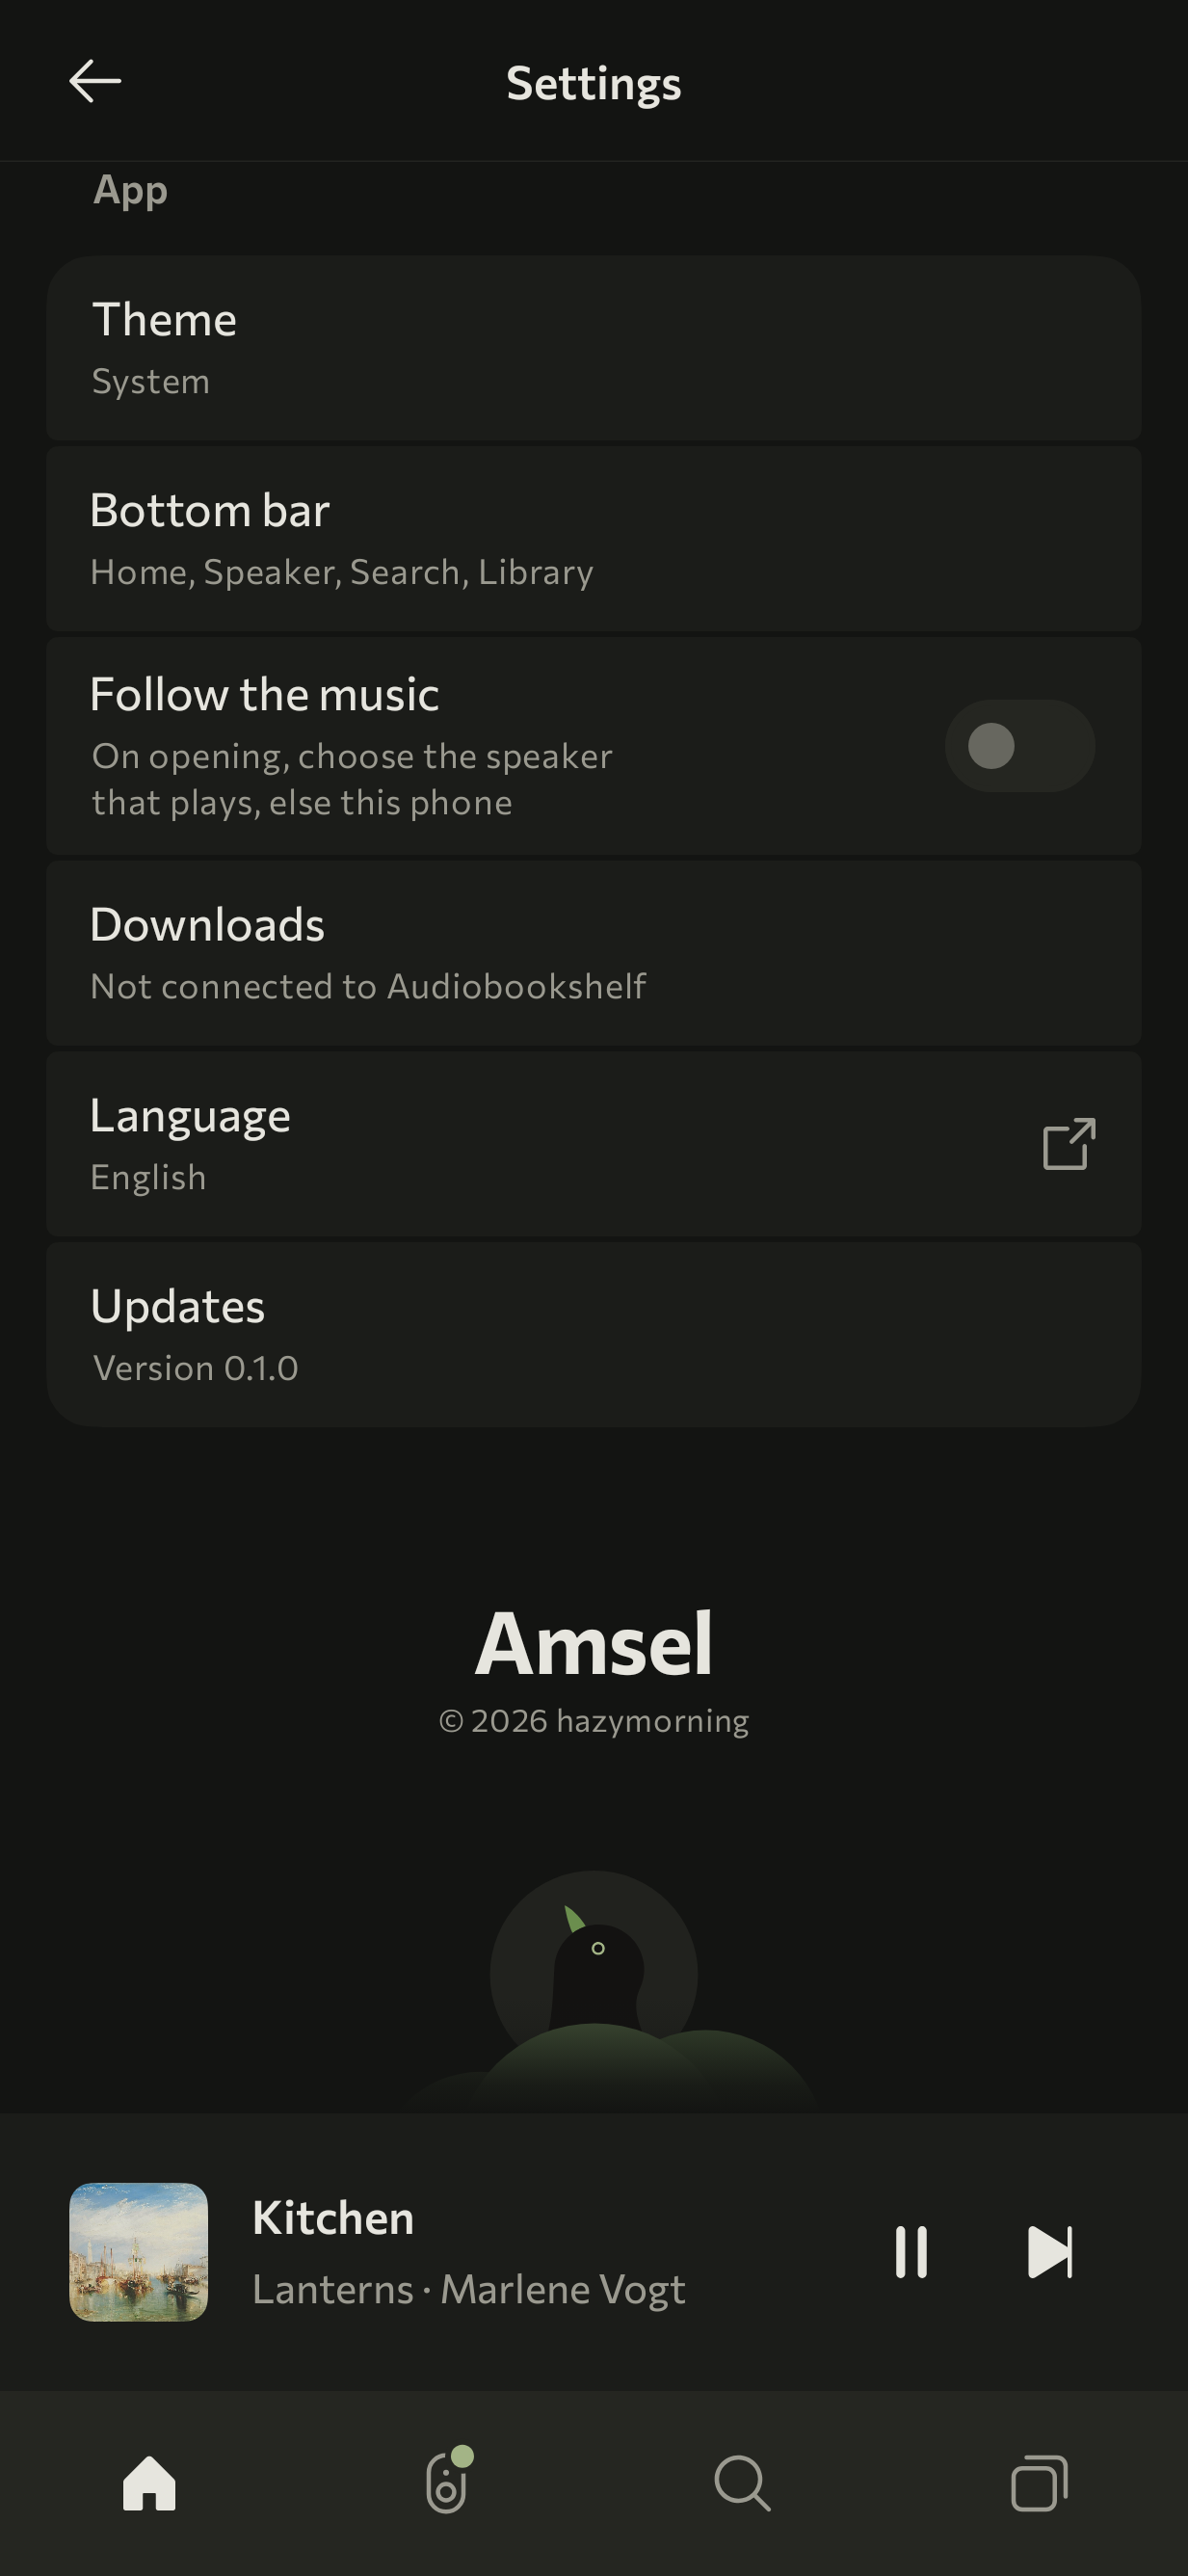 Settings
App
Theme
System
Bottom bar
Home, Speaker, Search, Library
Follow the music
On opening, choose the speaker
that plays, else this phone
Downloads
Not connected to Audiobookshelf
Language
English
Updates
Version 0.1.0
Amsel
© 2026 hazymorning
Kitchen
Lanterns · Marlene Vogt